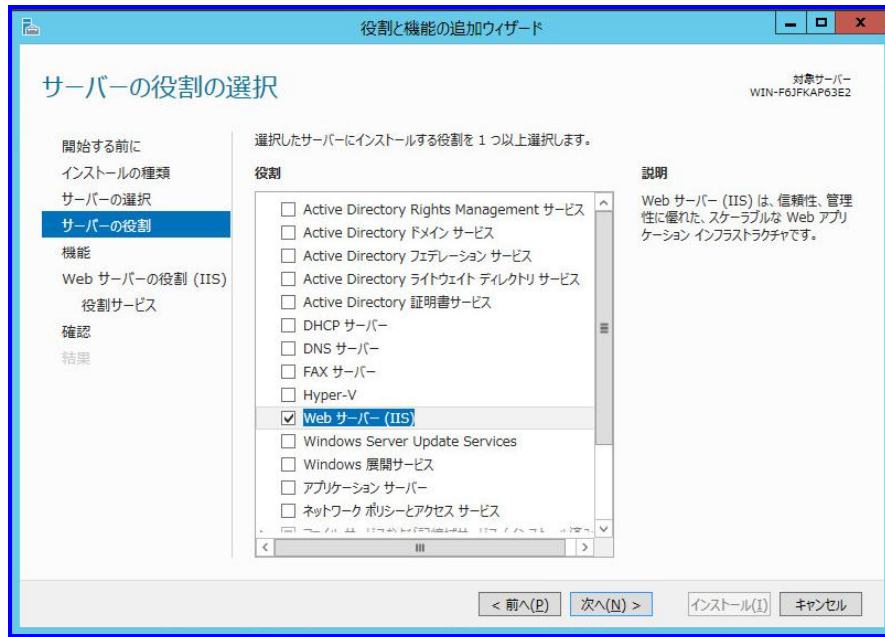 役割と機能の追加ウィザード
サーバーの役割の選択
対象サーバー
WIN-F6JFKAP63E2
開始する前に
インストールの種類
サーバーの選択
サーバーの役割
機能
Web サーバーの役割 (IIS)
役割サービス
確認
結果
選択したサーバーにインストールする役割を 1 つ以上選択します。
役割
Active Directory Rights Management サービス
Active Directory ドメイン サービス
Active Directory フェデレーション サービス
Active Directory ライトウェイト ディレクトリ サービス
Active Directory 証明書サービス
DHCP サーバー
DNS サーバー
FAX サーバー
Hyper-V
Web サーバー (IIS)
Windows Server Update Services
Windows 展開サービス
アプリケーション サーバー
ネットワーク ポリシーとアクセス サービス
説明
Web サーバー (IIS) は、信頼性、管理
性に優れた、スケーラブルな Web アプリ
ケーション インフラストラクチャです。
< 前へ(P)
次へ(N) >
インストール(I)
キャンセル